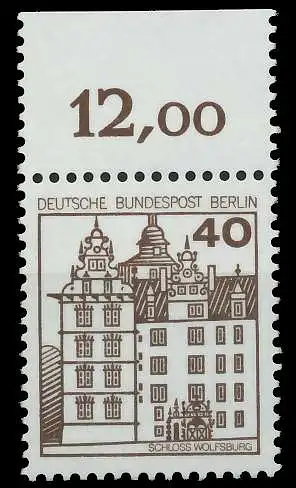 12,00
DEUTSCHE BUNDESPOST BERLIN
40
SCHLOSS WOLFSBURG